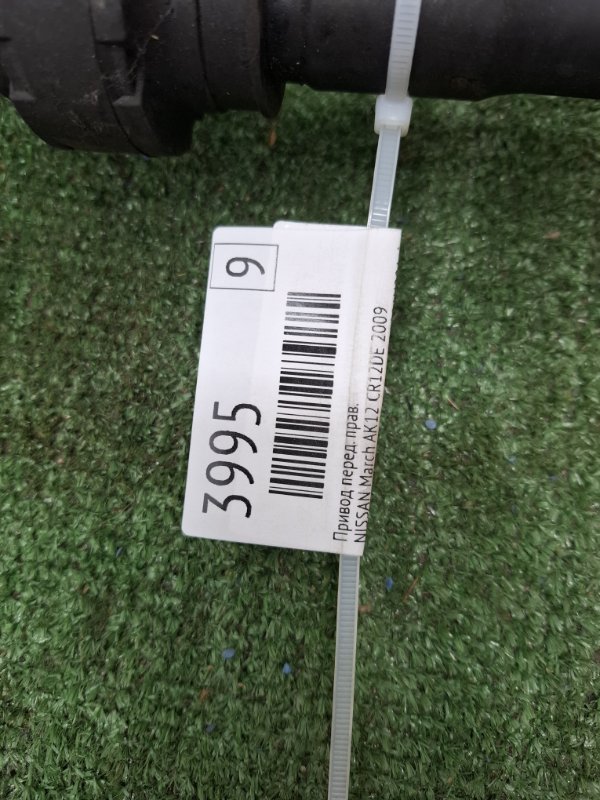 9
3995
Привод перед. прав.
NISSAN March AK12 CR12DE 2009